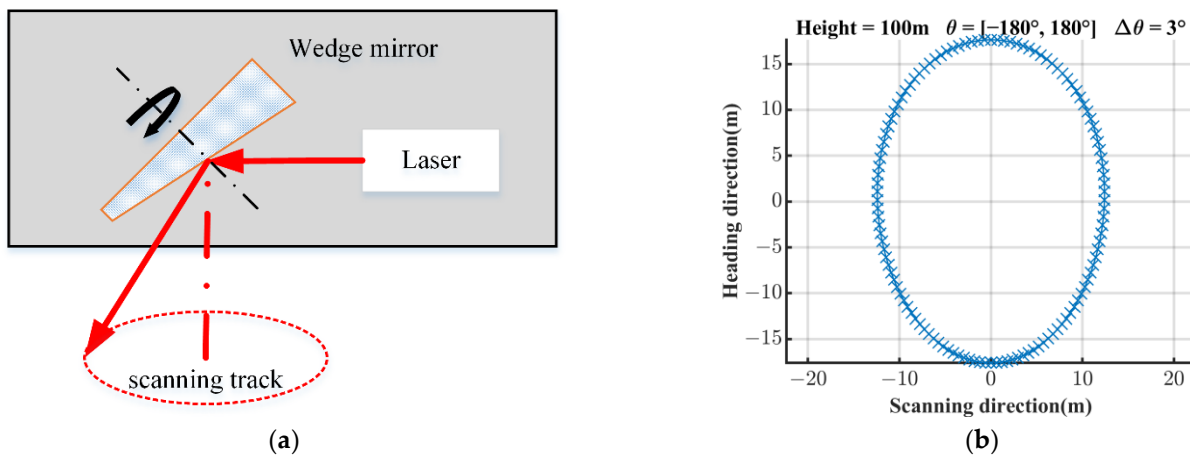 Wedge mirror
Laser
scanning track
(a)
Height = 100m θ = [−180°, 180°] Δθ = 3°
Heading direction(m)
15
10
5
0
−5
−10
−15
−20 −10 0 10 20
Scanning direction(m)
(b)